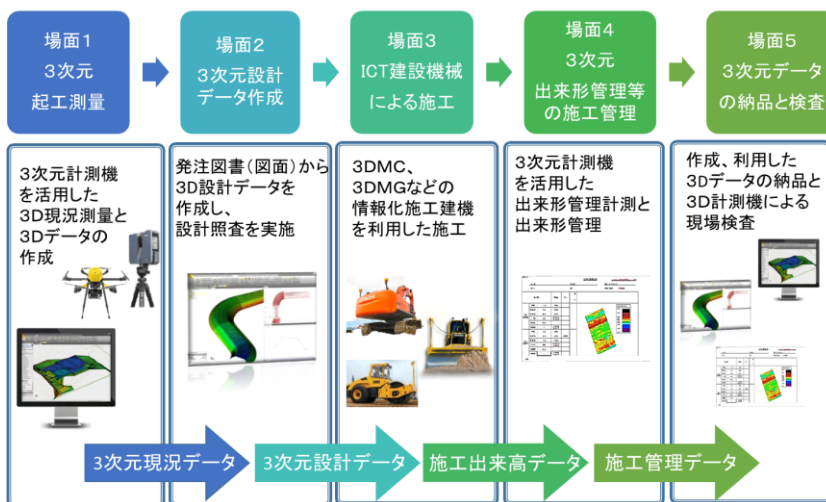 場面1
3次元
起工測量
場面2
3次元設計
データ作成
場面3
ICT建設機械
による施工
場面4
3次元
出来形管理等
の施工管理
場面5
3次元データ
の納品と検査
3次元計測機
を活用した
3D現況測量と
3Dデータの
作成
発注図書(図面)から
3D設計データを
作成し、
設計照査を実施
3DMC、
3DMGなどの
情報化施工建機
を利用した施工
3次元計測機
を活用した
出来形管理計測と
出来形管理
作成、利用した
3Dデータの納品と
3D計測機による
現場検査
3次元現況データ
3次元設計データ
施工出来高データ
施工管理データ